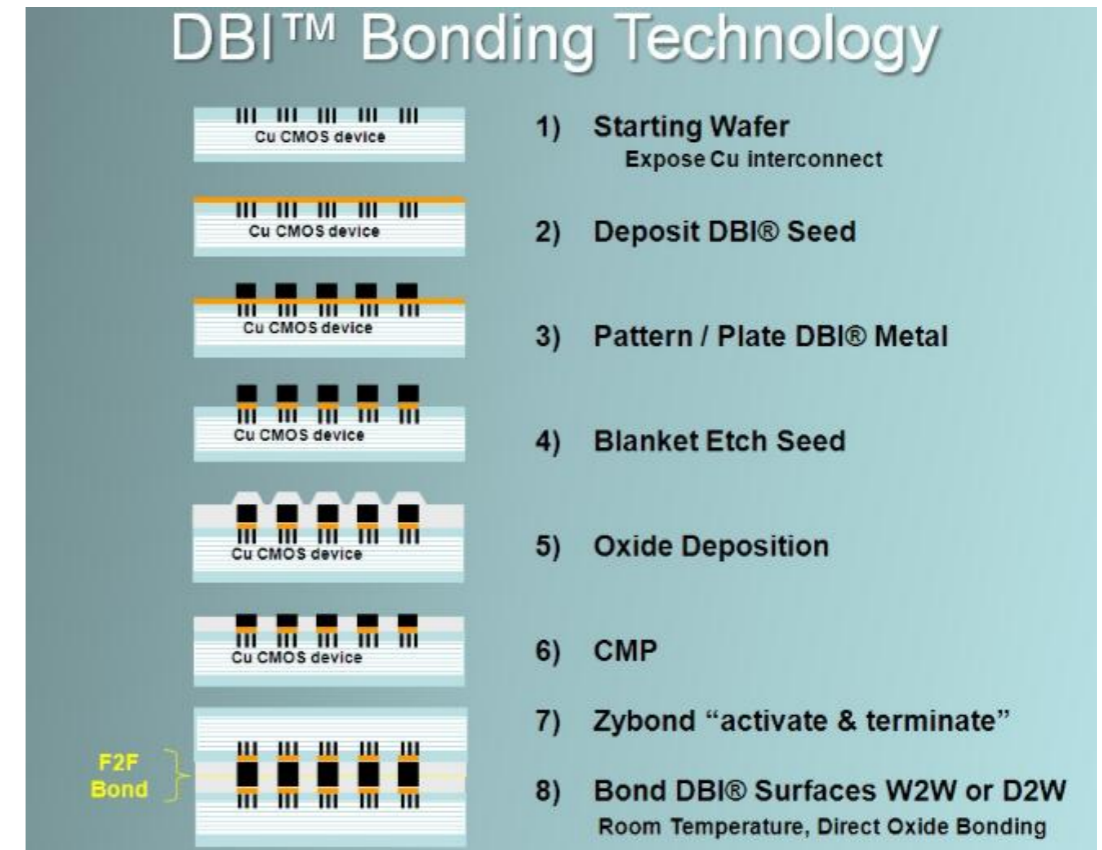 DBI™ Bonding Technology
Cu CMOS device
1) Starting Wafer
Expose Cu interconnect
Cu CMOS device
2) Deposit DBI® Seed
Cu CMOS device
3) Pattern / Plate DBI® Metal
Cu CMOS device
4) Blanket Etch Seed
Cu CMOS device
5) Oxide Deposition
Cu CMOS device
6) CMP
7) Zybond “activate & terminate”
F2F
Bond
8) Bond DBI® Surfaces W2W or D2W
Room Temperature, Direct Oxide Bonding